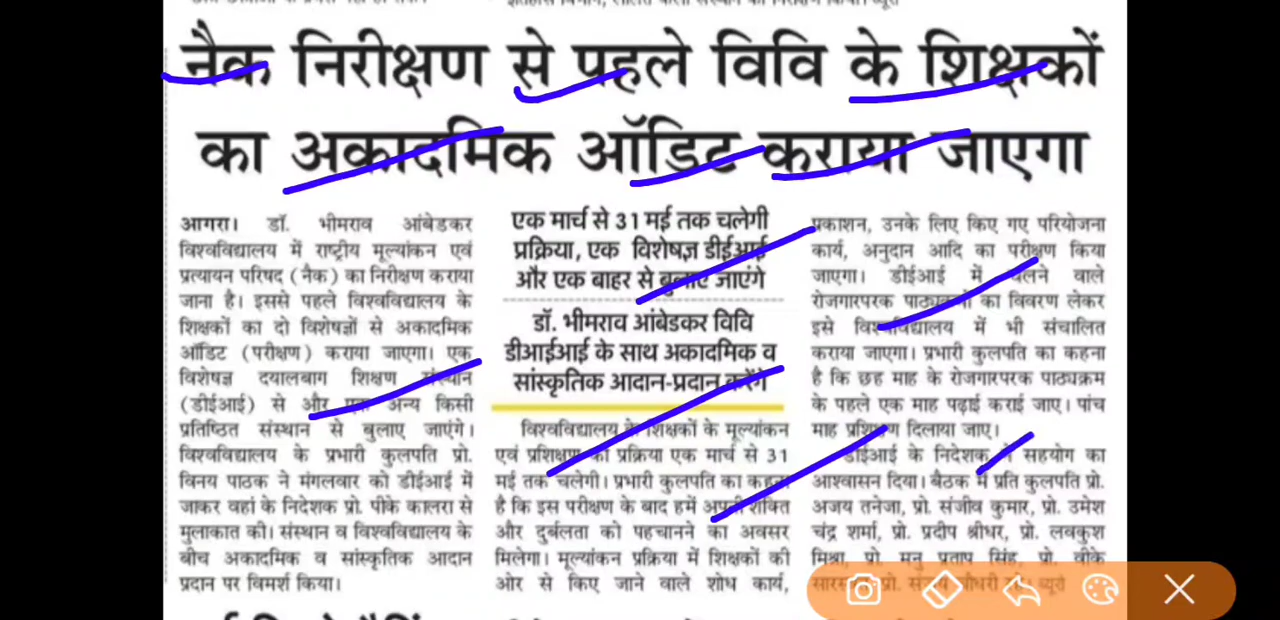 नैक निरीक्षण से पहले विवि के शिक्षकों
का अकादमिक ऑडिट कराया जाएगा
आगरा। डॉ. भीमराव आंबेडकर
विश्वविद्यालय में राष्ट्रीय मूल्यांकन एवं
प्रत्यायन परिषद (नैक) का निरीक्षण कराया
जाना है। इससे पहले विश्वविद्यालय के
शिक्षकों का दो विशेषज्ञों से अकादमिक
ऑडिट (परीक्षण) कराया जाएगा। एक
विशेषज्ञ दयालबाग शिक्षण संस्थान
(डीईआई) से और एक अन्य किसी
प्रतिष्ठित संस्थान से बुलाए जाएंगे।
विश्वविद्यालय के प्रभारी कुलपति प्रो.
विनय पाठक ने मंगलवार को डीईआई में
जाकर वहां के निदेशक प्रो. पीके कालरा से
मुलाकात की। संस्थान व विश्वविद्यालय के
बीच अकादमिक व सांस्कृतिक आदान
प्रदान पर विमर्श किया।
एक मार्च से 31 मई तक चलेगी
प्रक्रिया, एक विशेषज्ञ डीईआई
और एक बाहर से बुलाए जाएंगे
डॉ. भीमराव आंबेडकर विवि
डीआईआई के साथ अकादमिक व
सांस्कृतिक आदान-प्रदान करेंगे
विश्वविद्यालय के शिक्षकों के मूल्यांकन
एवं प्रशिक्षण की प्रक्रिया एक मार्च से 31
मई तक चलेगी। प्रभारी कुलपति का कहना
है कि इस परीक्षण के बाद हमें अपनी शक्ति
और दुर्बलता को पहचानने का अवसर
मिलेगा। मूल्यांकन प्रक्रिया में शिक्षकों की
ओर से किए जाने वाले शोध कार्य,
प्रकाशन, उनके लिए किए गए परियोजना
कार्य, अनुदान आदि का परीक्षण किया
जाएगा। डीईआई में चलने वाले
रोजगारपरक पाठ्यक्रमों का विवरण लेकर
इसे विश्वविद्यालय में भी संचालित
कराया जाएगा। प्रभारी कुलपति का कहना
है कि छह माह के रोजगारपरक पाठ्यक्रम
के पहले एक माह पढ़ाई कराई जाए। पांच
माह प्रशिक्षण दिलाया जाए।
डीईआई के निदेशक ने सहयोग का
आश्वासन दिया। बैठक में प्रति कुलपति प्रो.
अजय तनेजा, प्रो. संजीव कुमार, प्रो. उमेश
चंद्र शर्मा, प्रो. प्रदीप श्रीधर, प्रो. लवकुश
मिश्रा, प्रो. मनु प्रताप सिंह, प्रो. वीके
सारस्वत, प्रो. संजय चौधरी रहे। ब्यूरो